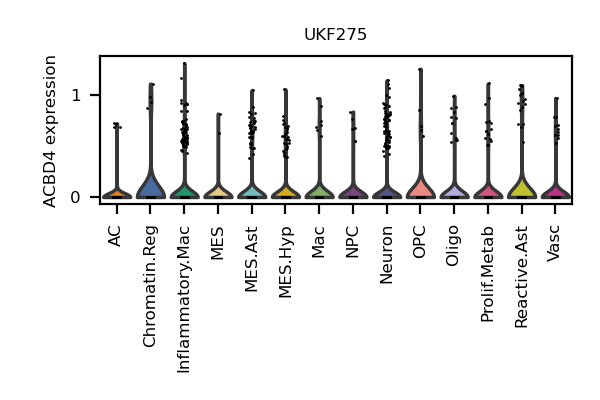 UKF275
ACBD4 expression
1
0
AC
Chromatin.Reg
Inflammatory.Mac
MES
MES.Ast
MES.Hyp
Mac
NPC
Neuron
OPC
Oligo
Prolif.Metab
Reactive.Ast
Vasc